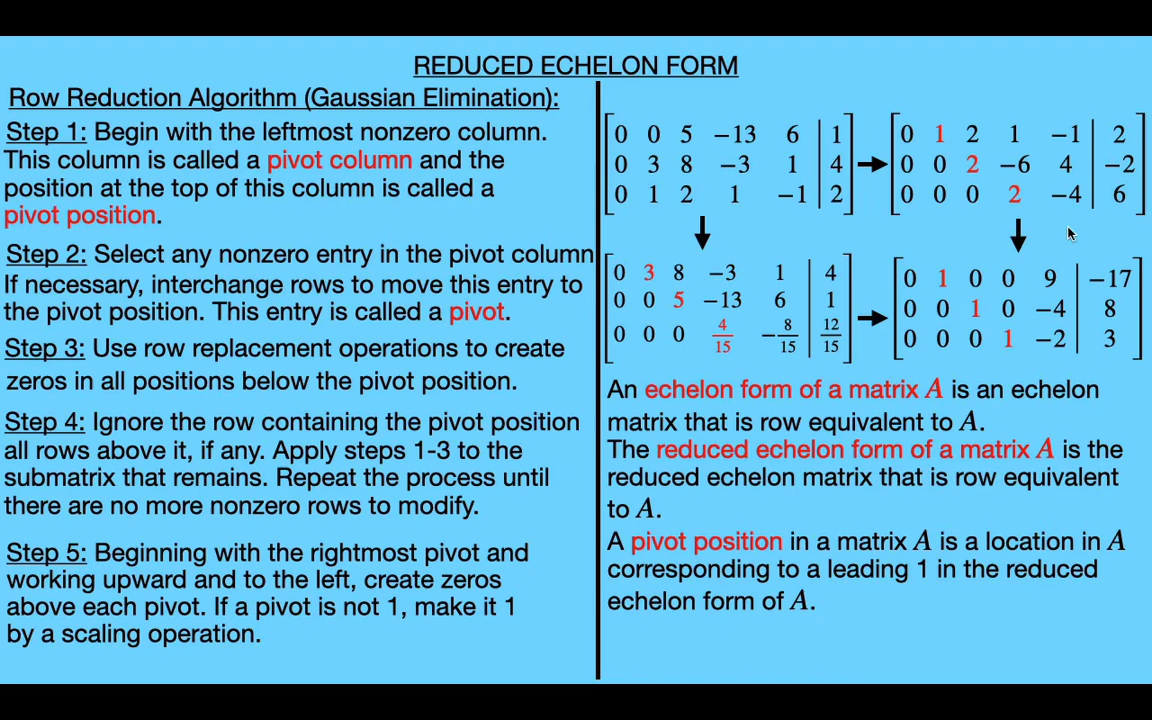 REDUCED ECHELON FORM
Row Reduction Algorithm (Gaussian Elimination):
Step 1: Begin with the leftmost nonzero column.
This column is called a pivot column and the
position at the top of this column is called a
pivot position.
Step 2: Select any nonzero entry in the pivot column
If necessary, interchange rows to move this entry to
the pivot position. This entry is called a pivot.
Step 3: Use row replacement operations to create
zeros in all positions below the pivot position.
Step 4: Ignore the row containing the pivot position
all rows above it, if any. Apply steps 1-3 to the
submatrix that remains. Repeat the process until
there are no more nonzero rows to modify.
Step 5: Beginning with the rightmost pivot and
working upward and to the left, create zeros
above each pivot. If a pivot is not 1, make it 1
by a scaling operation.
0 0 5 −13 6 | 1
0 3 8 −3 1 | 4
0 1 2 1 −1 | 2
0 1 2 1 −1 | 2
0 0 2 −6 4 | −2
0 0 0 2 −4 | 6
0 3 8 −3 1 | 4
0 0 5 −13 6 | 1
0 0 0 4/15 −8/15 | 12/15
0 1 0 0 9 | −17
0 0 1 0 −4 | 8
0 0 0 1 −2 | 3
An echelon form of a matrix A is an echelon
matrix that is row equivalent to A.
The reduced echelon form of a matrix A is the
reduced echelon matrix that is row equivalent
to A.
A pivot position in a matrix A is a location in A
corresponding to a leading 1 in the reduced
echelon form of A.